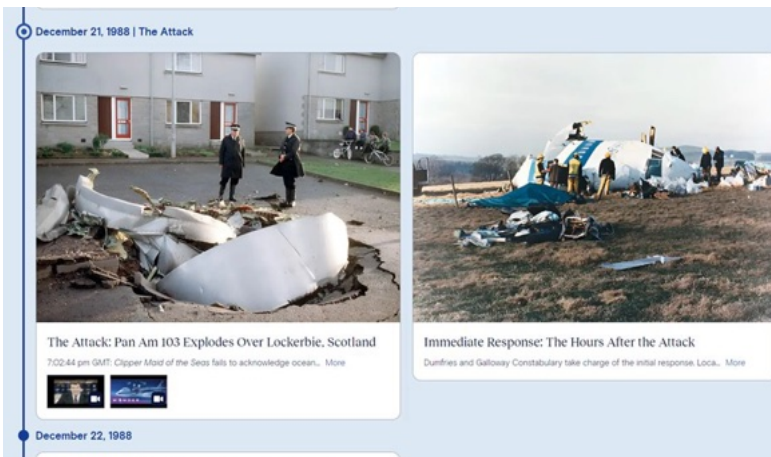 December 21, 1988 | The Attack
The Attack: Pan Am 103 Explodes Over Lockerbie, Scotland
7:02:44 pm GMT: Clipper Maid of the Seas fails to acknowledge ocean... More
Immediate Response: The Hours After the Attack
Dumfries and Galloway Constabulary take charge of the initial response. Loca... More
December 22, 1988